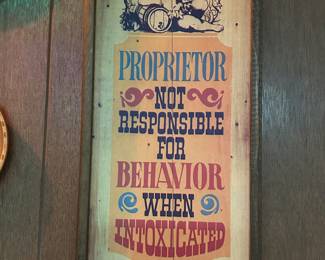 PROPRIETOR
NOT
RESPONSIBLE
FOR
BEHAVIOR
WHEN
INTOXICATED